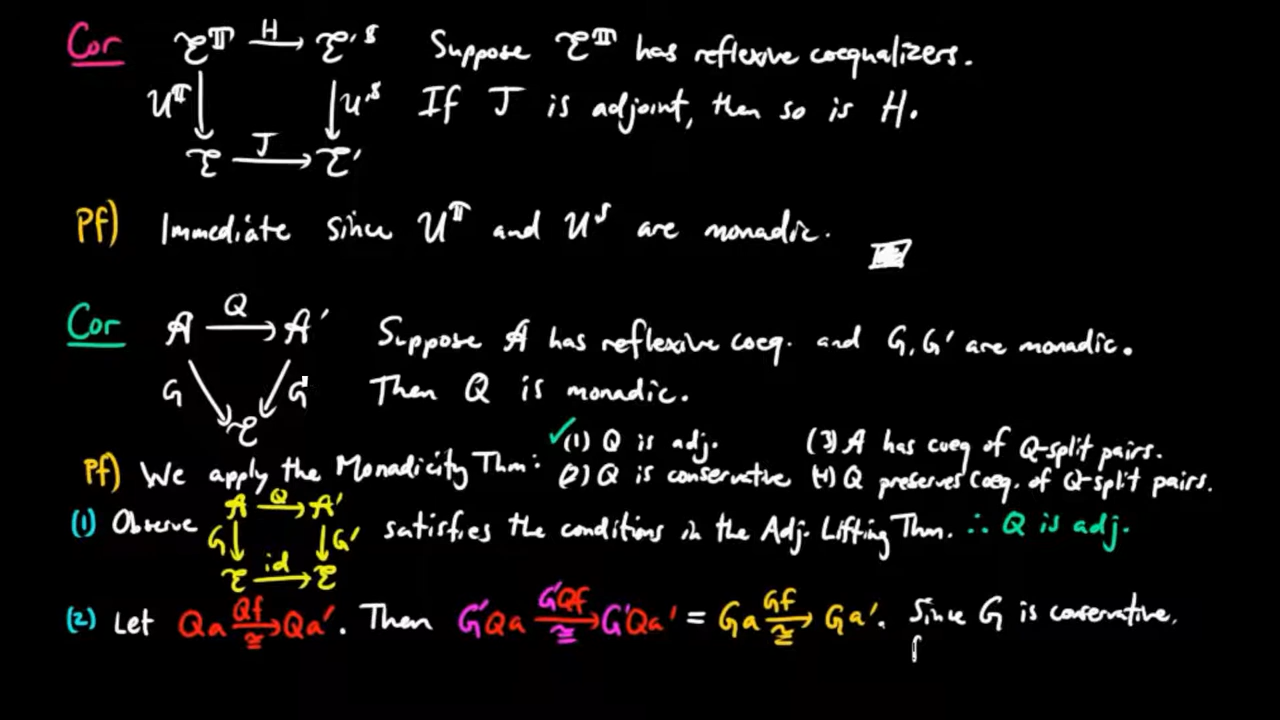 Cor 𝒞^𝕋 H→ 𝒞'^𝕊 Suppose 𝒞^𝕋 has reflexive coequalizers.
U^𝕋 U^𝕊 If J is adjoint, then so is H.
𝒞 J→ 𝒞'
Pf) Immediate since U^𝕋 and U^𝕊 are monadic.
Cor A Q→ A' Suppose A has reflexive coeq. and G, G' are monadic.
G G' Then Q is monadic.
𝒞
Pf) We apply the Monadicity Thm: ✓(1) Q is adj. (3) A has coeq of Q-split pairs.
(2) Q is conservative (4) Q preserves coeq. of Q-split pairs.
(1) Observe A Q→ A' G G' 𝒞 id→ 𝒞 satisfies the conditions in the Adj. Lifting Thm. ∴ Q is adj.
(2) Let Qa Qf→≅ Qa'. Then G'Qa G'Qf→≅ G'Qa' = Ga Gf→≅ Ga'. Since G is conservative,